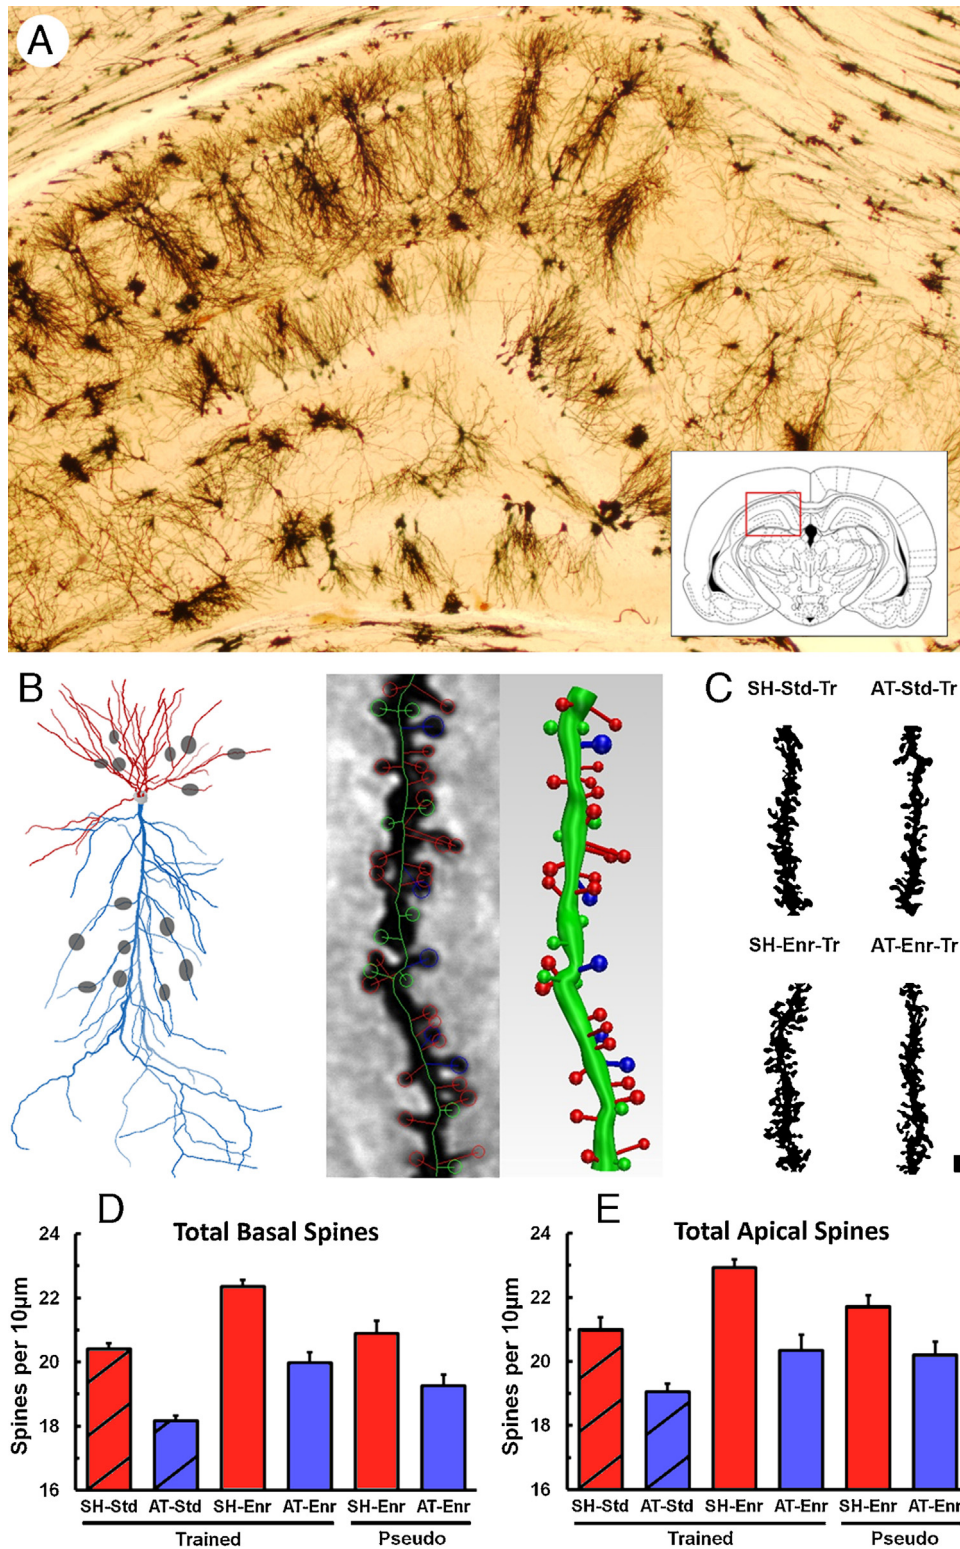 A
B
C
SH-Std-Tr AT-Std-Tr
SH-Enr-Tr AT-Enr-Tr
D
Total Basal Spines
Spines per 10µm
24
22
20
18
16
SH-Std AT-Std SH-Enr AT-Enr SH-Enr AT-Enr
Trained Pseudo
E
Total Apical Spines
Spines per 10µm
24
22
20
18
16
SH-Std AT-Std SH-Enr AT-Enr SH-Enr AT-Enr
Trained Pseudo